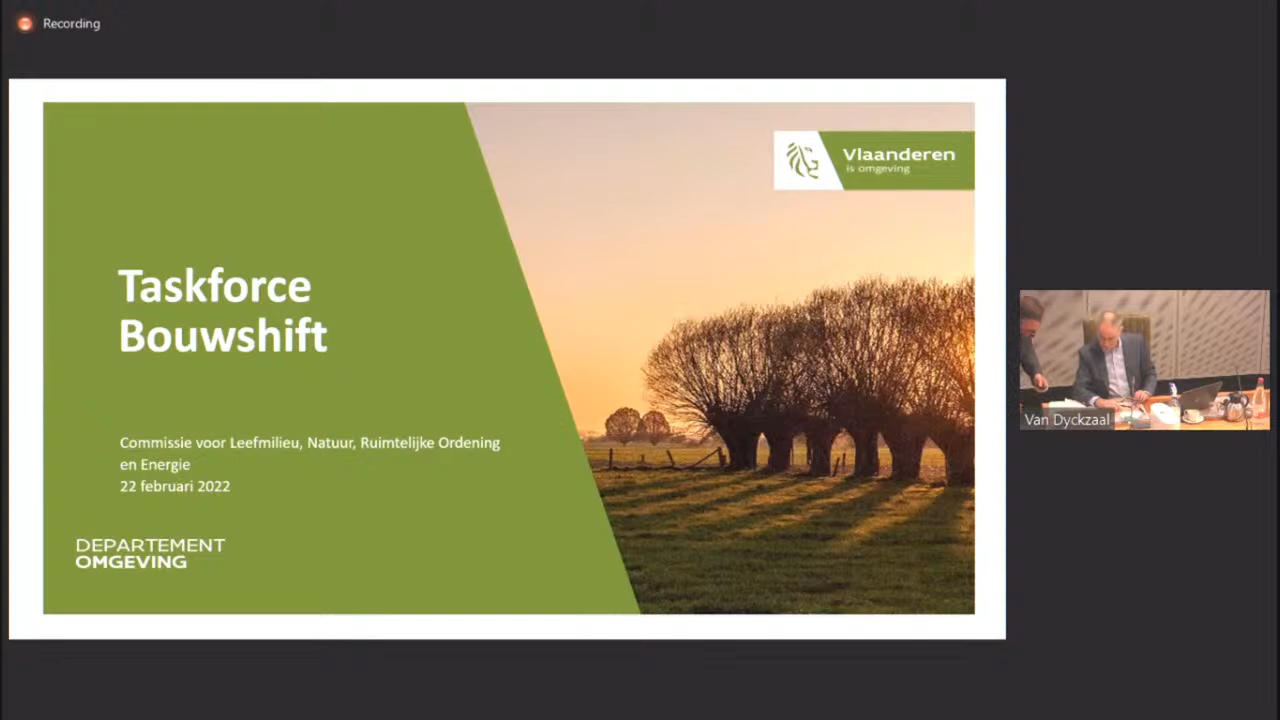 Recording
Vlaanderen
is omgeving
Taskforce
Bouwshift
Commissie voor Leefmilieu, Natuur, Ruimtelijke Ordening
en Energie
22 februari 2022
DEPARTEMENT
OMGEVING
Van Dyckzaal